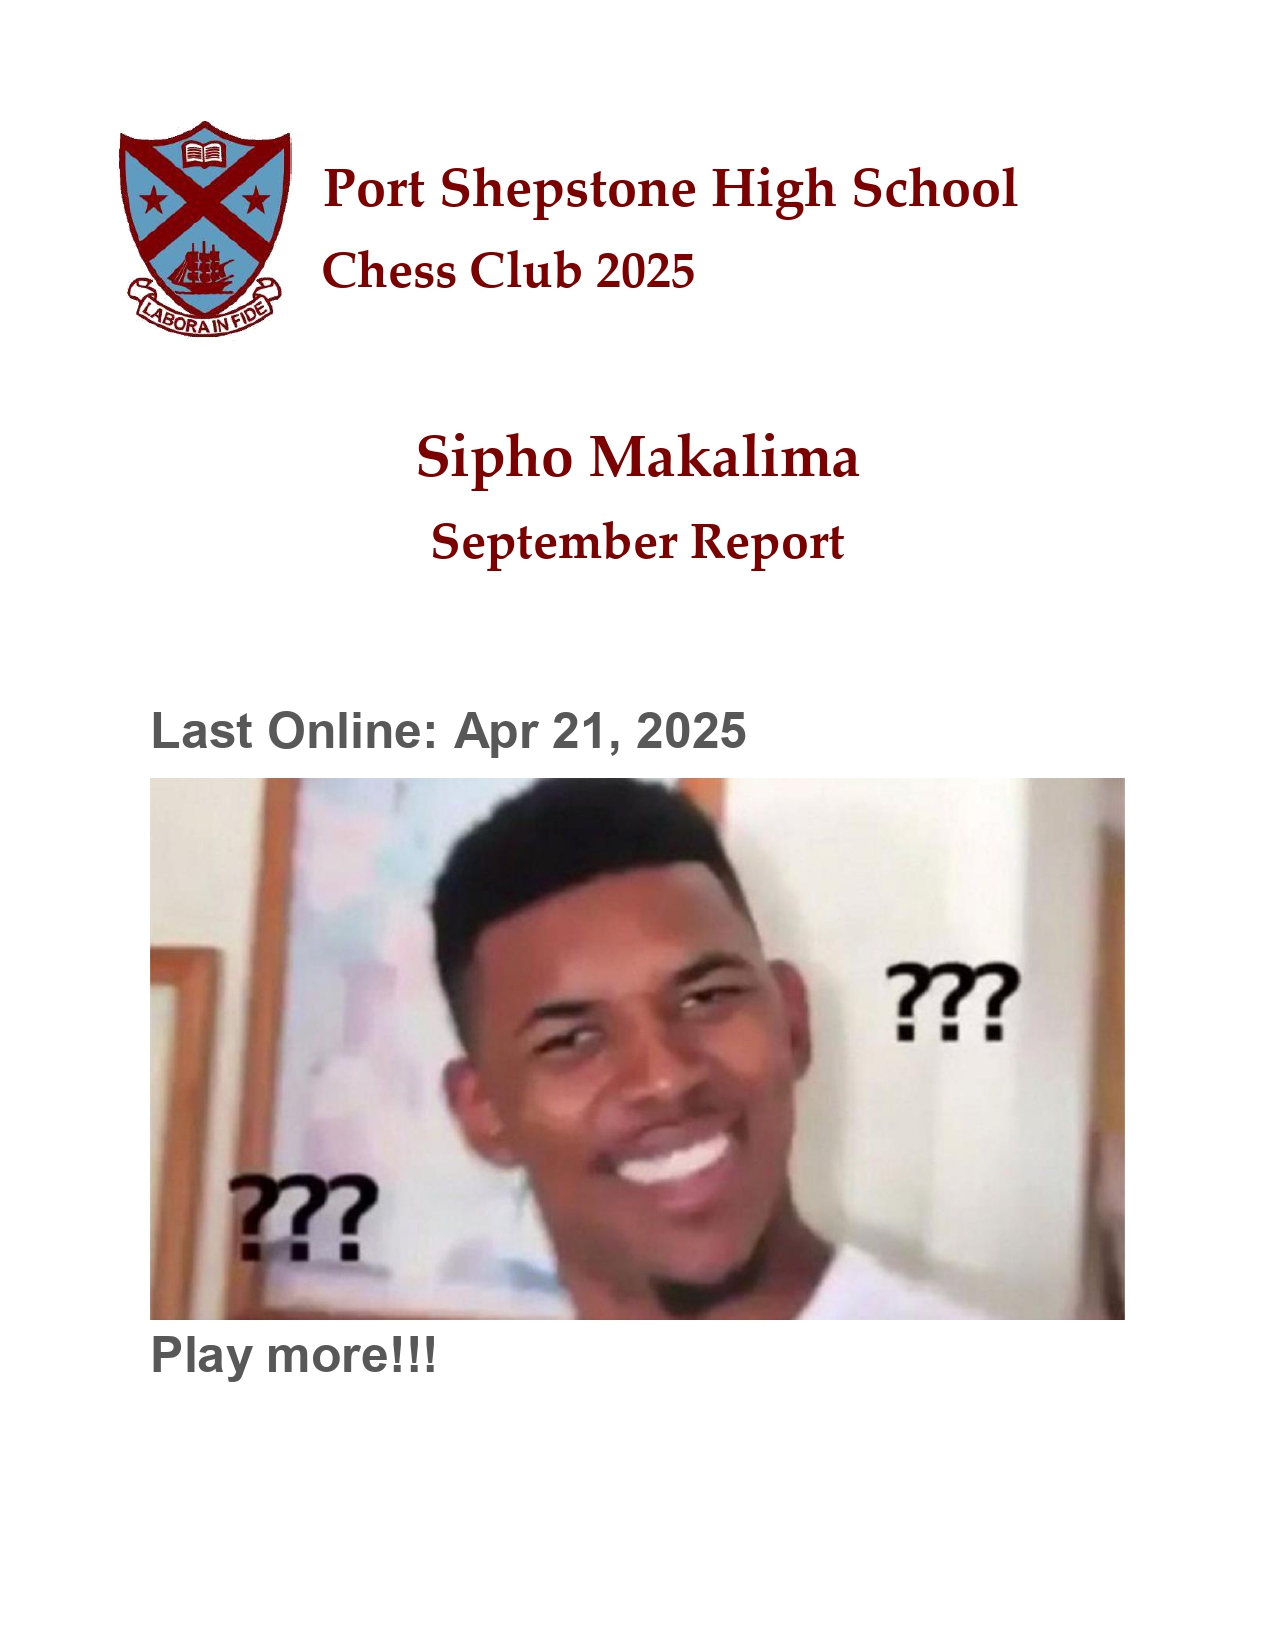 Port Shepstone High School
Chess Club 2025
LABORA IN FIDE
Sipho Makalima
September Report
Last Online: Apr 21, 2025
???
???
Play more!!!